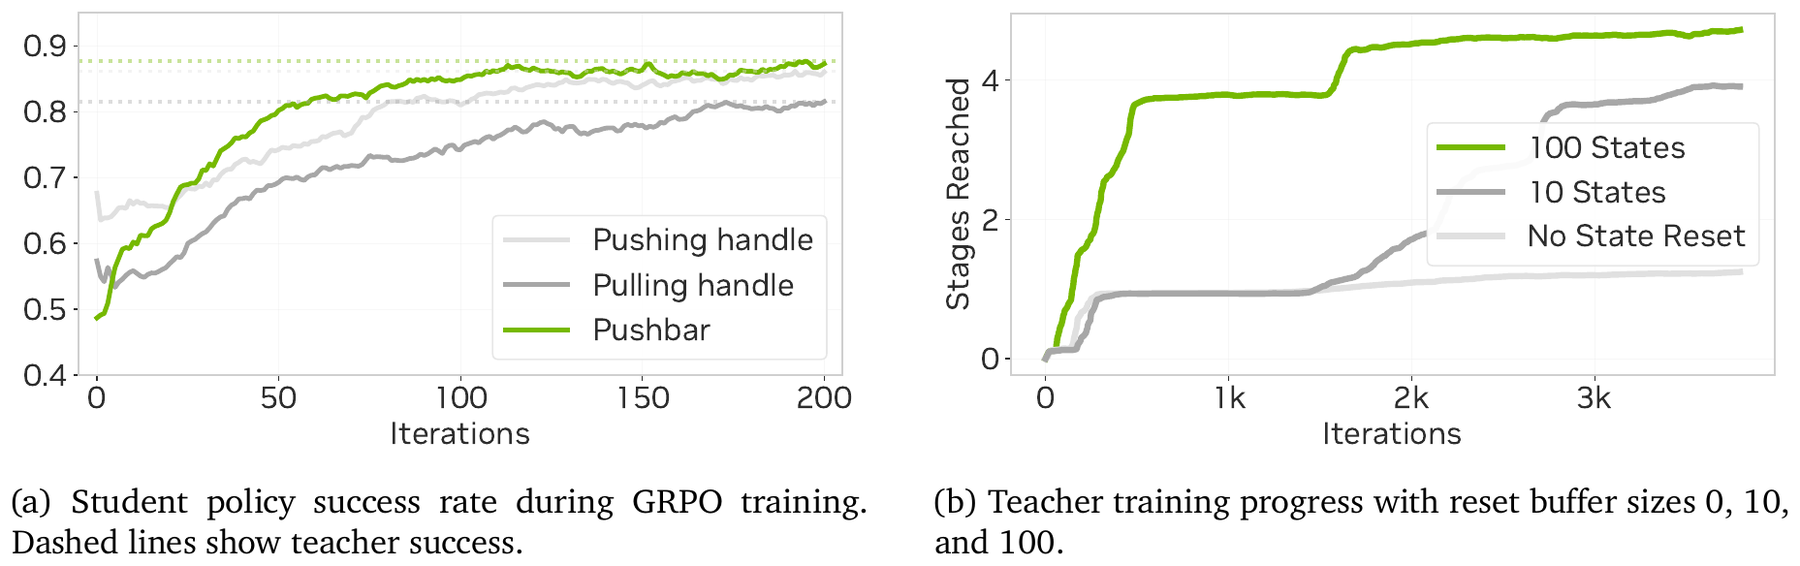 0.9
0.8
0.7
0.6
0.5
0.4
0
50
100
150
200
Iterations
Pushing handle
Pulling handle
Pushbar
Stages Reached
4
2
0
0
1k
2k
3k
Iterations
100 States
10 States
No State Reset
(a) Student policy success rate during GRPO training.
Dashed lines show teacher success.
(b) Teacher training progress with reset buffer sizes 0, 10,
and 100.